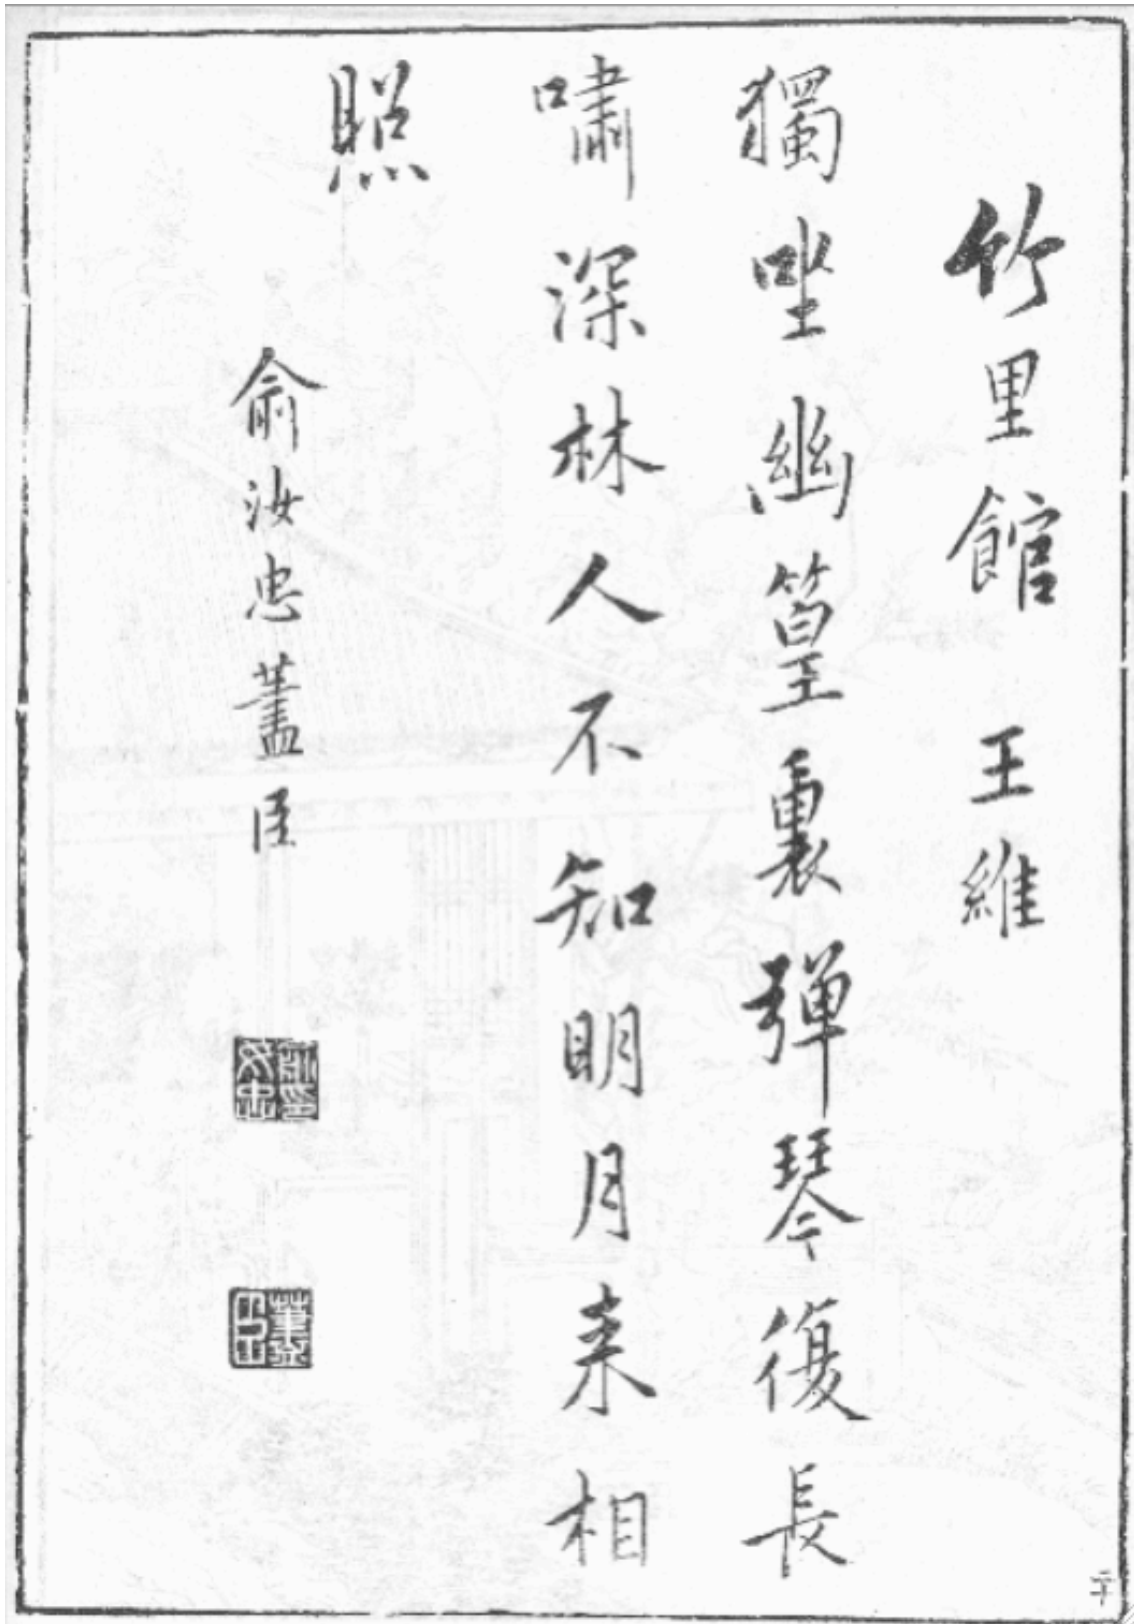 竹里館 王維
獨坐幽篁裏彈琴復長
嘯深林人不知明月来相
照
俞汝忠藎臣